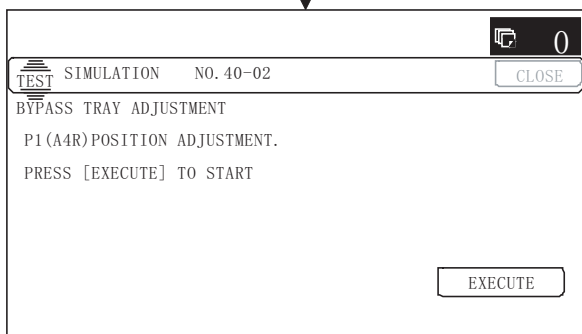 0
TEST SIMULATION NO. 40-02
CLOSE
BYPASS TRAY ADJUSTMENT
P1(A4R)POSITION ADJUSTMENT.
PRESS [EXECUTE] TO START
EXECUTE